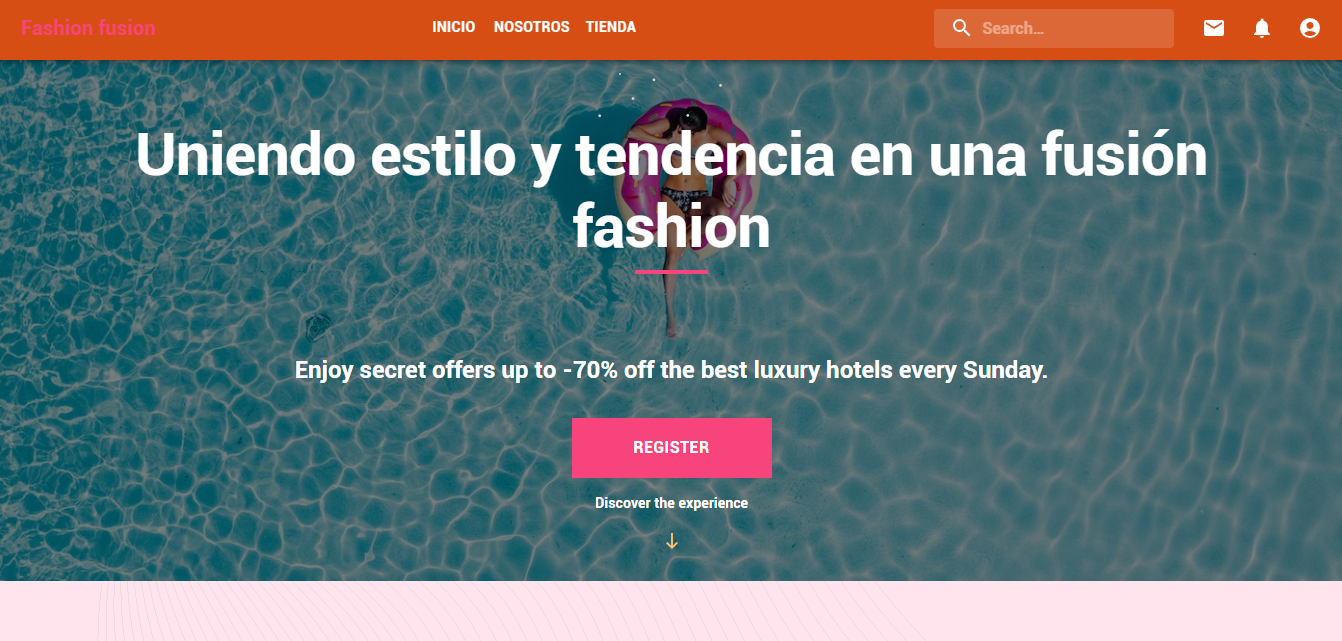 Fashion fusion
INICIO NOSOTROS TIENDA
Search...
Uniendo estilo y tendencia en una fusión
fashion
Enjoy secret offers up to -70% off the best luxury hotels every Sunday.
REGISTER
Discover the experience